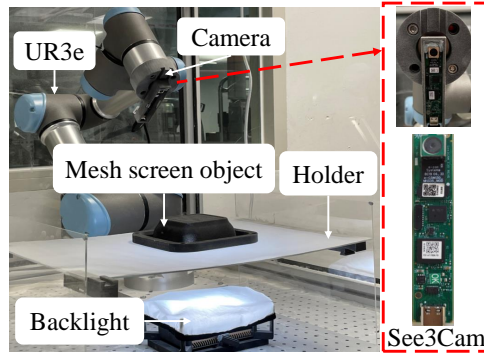 Camera
UR3e
Mesh screen object
Holder
Backlight
See3Cam